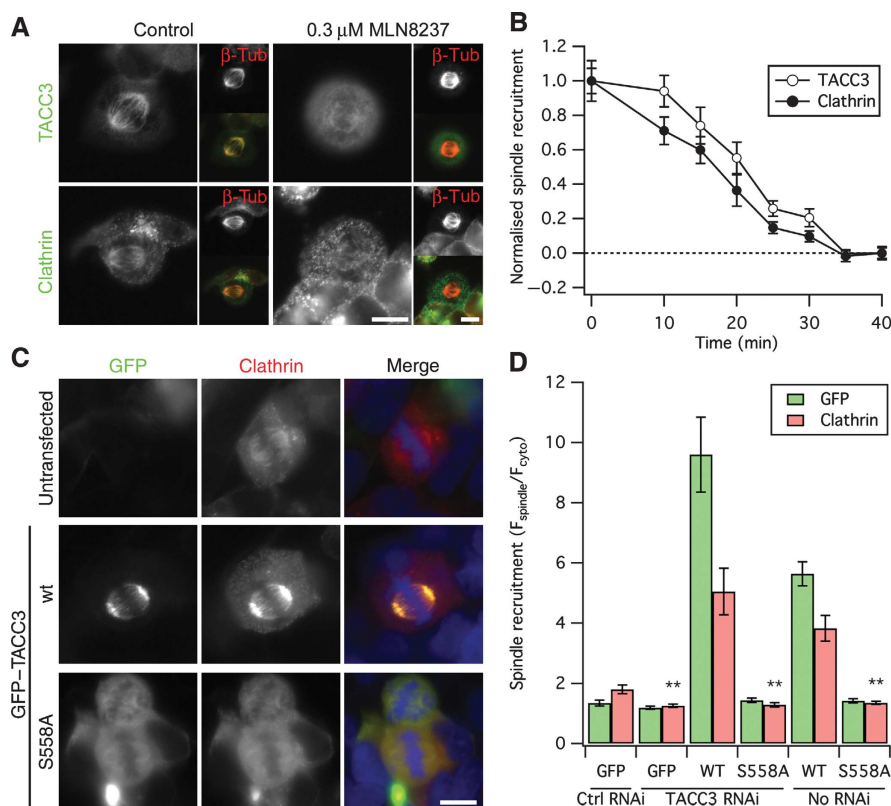 A
Control
0.3 μM MLN8237
TACC3
β-Tub
β-Tub
Clathrin
β-Tub
β-Tub
B
Normalised spindle recruitment
1.2
1.0
0.8
0.6
0.4
0.2
0.0
−0.2
TACC3
Clathrin
0 10 20 30 40
Time (min)
C
GFP Clathrin Merge
Untransfected
GFP–TACC3
wt
S558A
D
Spindle recruitment (Fspindle/Fcyto)
12
10
8
6
4
2
0
GFP
Clathrin
** ** **
GFP GFP WT S558A WT S558A
Ctrl RNAi TACC3 RNAi No RNAi